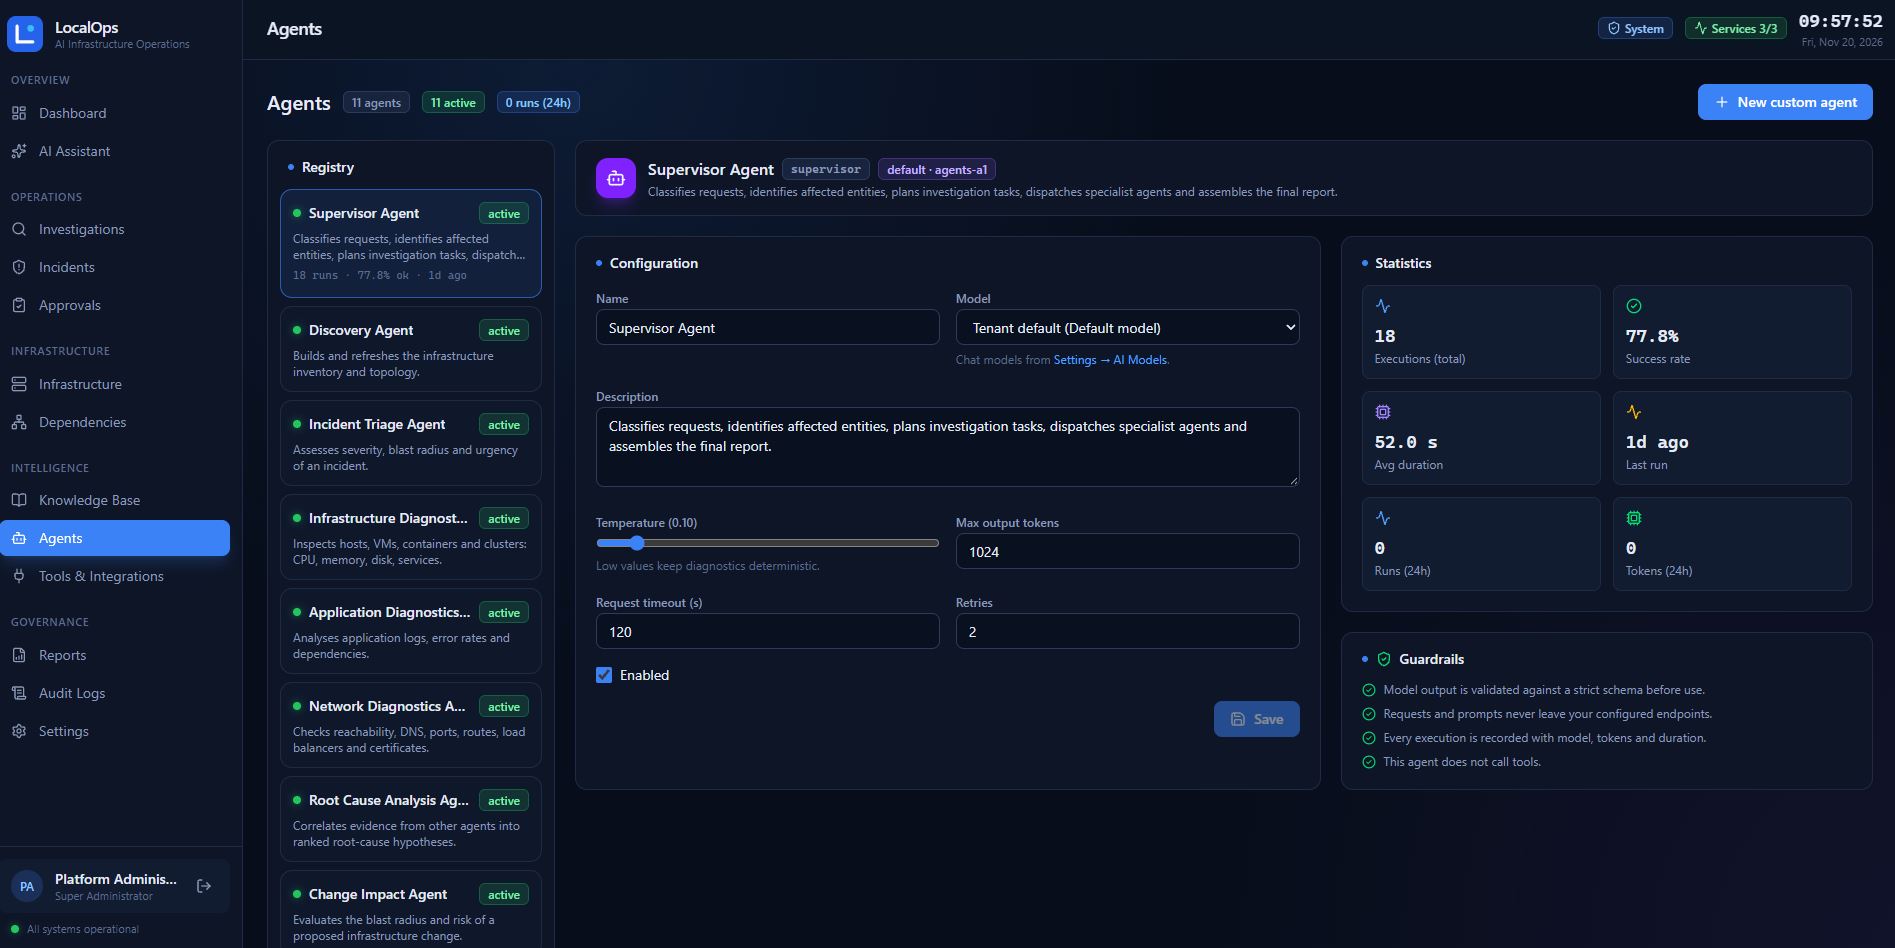 LocalOps
AI Infrastructure Operations
OVERVIEW
Dashboard
AI Assistant
OPERATIONS
Investigations
Incidents
Approvals
INFRASTRUCTURE
Infrastructure
Dependencies
INTELLIGENCE
Knowledge Base
Agents
Tools & Integrations
GOVERNANCE
Reports
Audit Logs
Settings
PA
Platform Adminis...
Super Administrator
All systems operational
Agents
System
Services 3/3
09:57:52
Fri, Nov 20, 2026
Agents
11 agents
11 active
0 runs (24h)
New custom agent
Registry
Supervisor Agent
active
Classifies requests, identifies affected
entities, plans investigation tasks, dispatch...
18 runs · 77.8% ok · 1d ago
Discovery Agent
active
Builds and refreshes the infrastructure
inventory and topology.
Incident Triage Agent
active
Assesses severity, blast radius and urgency
of an incident.
Infrastructure Diagnost...
active
Inspects hosts, VMs, containers and clusters:
CPU, memory, disk, services.
Application Diagnostics...
active
Analyses application logs, error rates and
dependencies.
Network Diagnostics A...
active
Checks reachability, DNS, ports, routes, load
balancers and certificates.
Root Cause Analysis Ag...
active
Correlates evidence from other agents into
ranked root-cause hypotheses.
Change Impact Agent
active
Evaluates the blast radius and risk of a
proposed infrastructure change.
Supervisor Agent
supervisor
default · agents-a1
Classifies requests, identifies affected entities, plans investigation tasks, dispatches specialist agents and assembles the final report.
Configuration
Name
Supervisor Agent
Model
Tenant default (Default model)
Chat models from Settings → AI Models.
Description
Classifies requests, identifies affected entities, plans investigation tasks, dispatches specialist agents and
assembles the final report.
Temperature (0.10)
Low values keep diagnostics deterministic.
Max output tokens
1024
Request timeout (s)
120
Retries
2
Enabled
Save
Statistics
18
Executions (total)
77.8%
Success rate
52.0 s
Avg duration
1d ago
Last run
0
Runs (24h)
0
Tokens (24h)
Guardrails
Model output is validated against a strict schema before use.
Requests and prompts never leave your configured endpoints.
Every execution is recorded with model, tokens and duration.
This agent does not call tools.